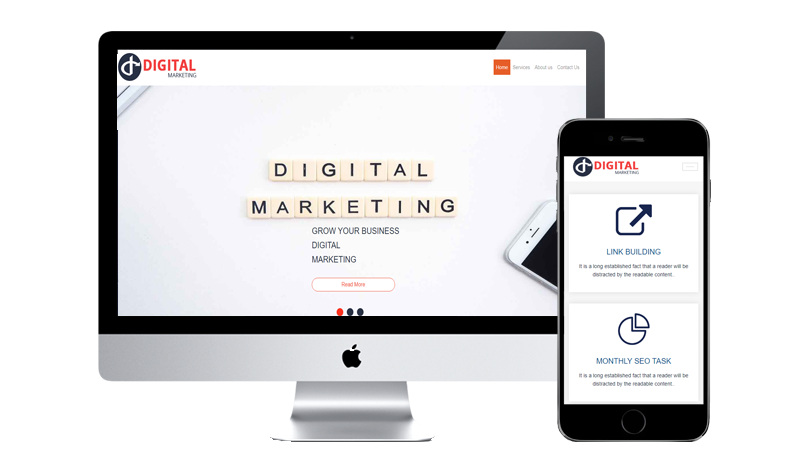 DIGITAL
MARKETING
Home Services About us Contact Us
DIGITAL
MARKETING
GROW YOUR BUSINESS
DIGITAL
MARKETING
Read More
DIGITAL
MARKETING
LINK BUILDING
It is a long established fact that a reader will be
distracted by the readable content.
MONTHLY SEO TASK
It is a long established fact that a reader will be
distracted by the readable content.